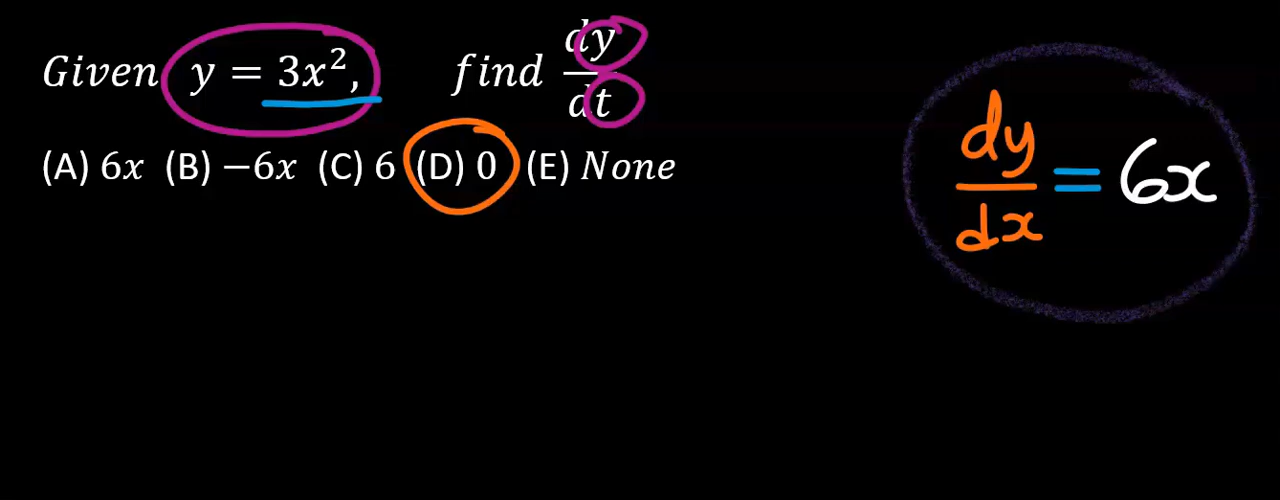 Given y = 3x², find dy/dt
(A) 6x (B) −6x (C) 6 (D) 0 (E) None
dy/dx = 6x